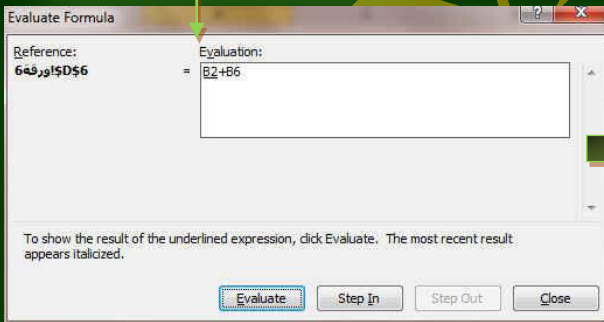 Evaluate Formula
Reference:
Evaluation:
ورقة6!$D$6
= B2+B6
To show the result of the underlined expression, click Evaluate. The most recent result
appears italicized.
Evaluate
Step In
Step Out
Close